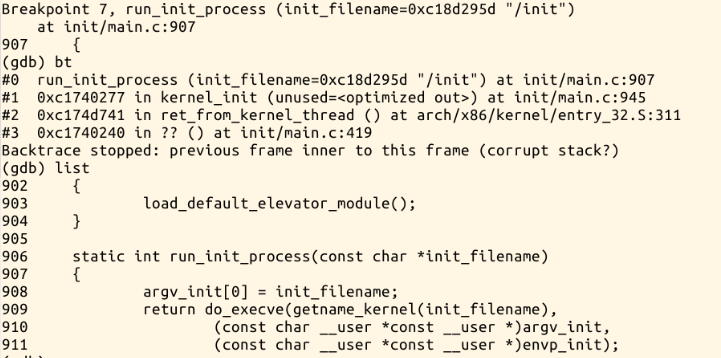 Breakpoint 7, run_init_process (init_filename=0xc18d295d "/init")
    at init/main.c:907
907     {
(gdb) bt
#0  run_init_process (init_filename=0xc18d295d "/init") at init/main.c:907
#1  0xc1740277 in kernel_init (unused=<optimized out>) at init/main.c:945
#2  0xc174d741 in ret_from_kernel_thread () at arch/x86/kernel/entry_32.S:311
#3  0xc1740240 in ?? () at init/main.c:419
Backtrace stopped: previous frame inner to this frame (corrupt stack?)
(gdb) list
902     {
903             load_default_elevator_module();
904     }
905
906     static int run_init_process(const char *init_filename)
907     {
908             argv_init[0] = init_filename;
909             return do_execve(getname_kernel(init_filename),
910                     (const char __user *const __user *)argv_init,
911                     (const char __user *const __user *)envp_init);